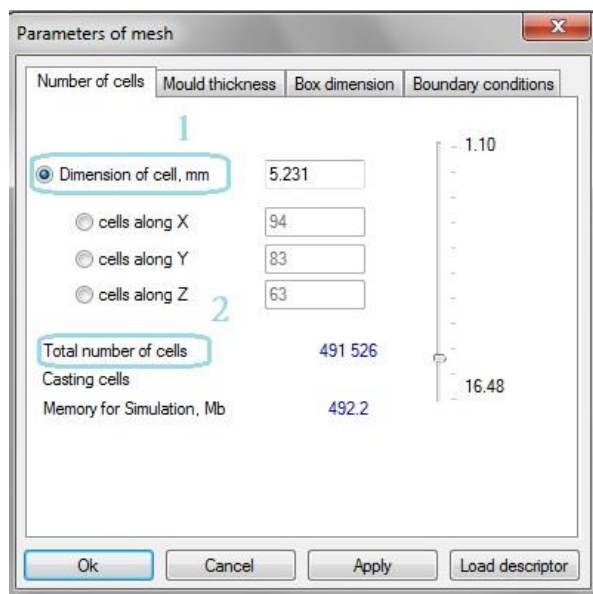 Parameters of mesh
Number of cells Mould thickness Box dimension Boundary conditions
1
1.10
Dimension of cell, mm 5.231
cells along X 94
cells along Y 83
cells along Z 63
2
Total number of cells 491 526
Casting cells
16.48
Memory for Simulation, Mb 492.2
Ok Cancel Apply Load descriptor